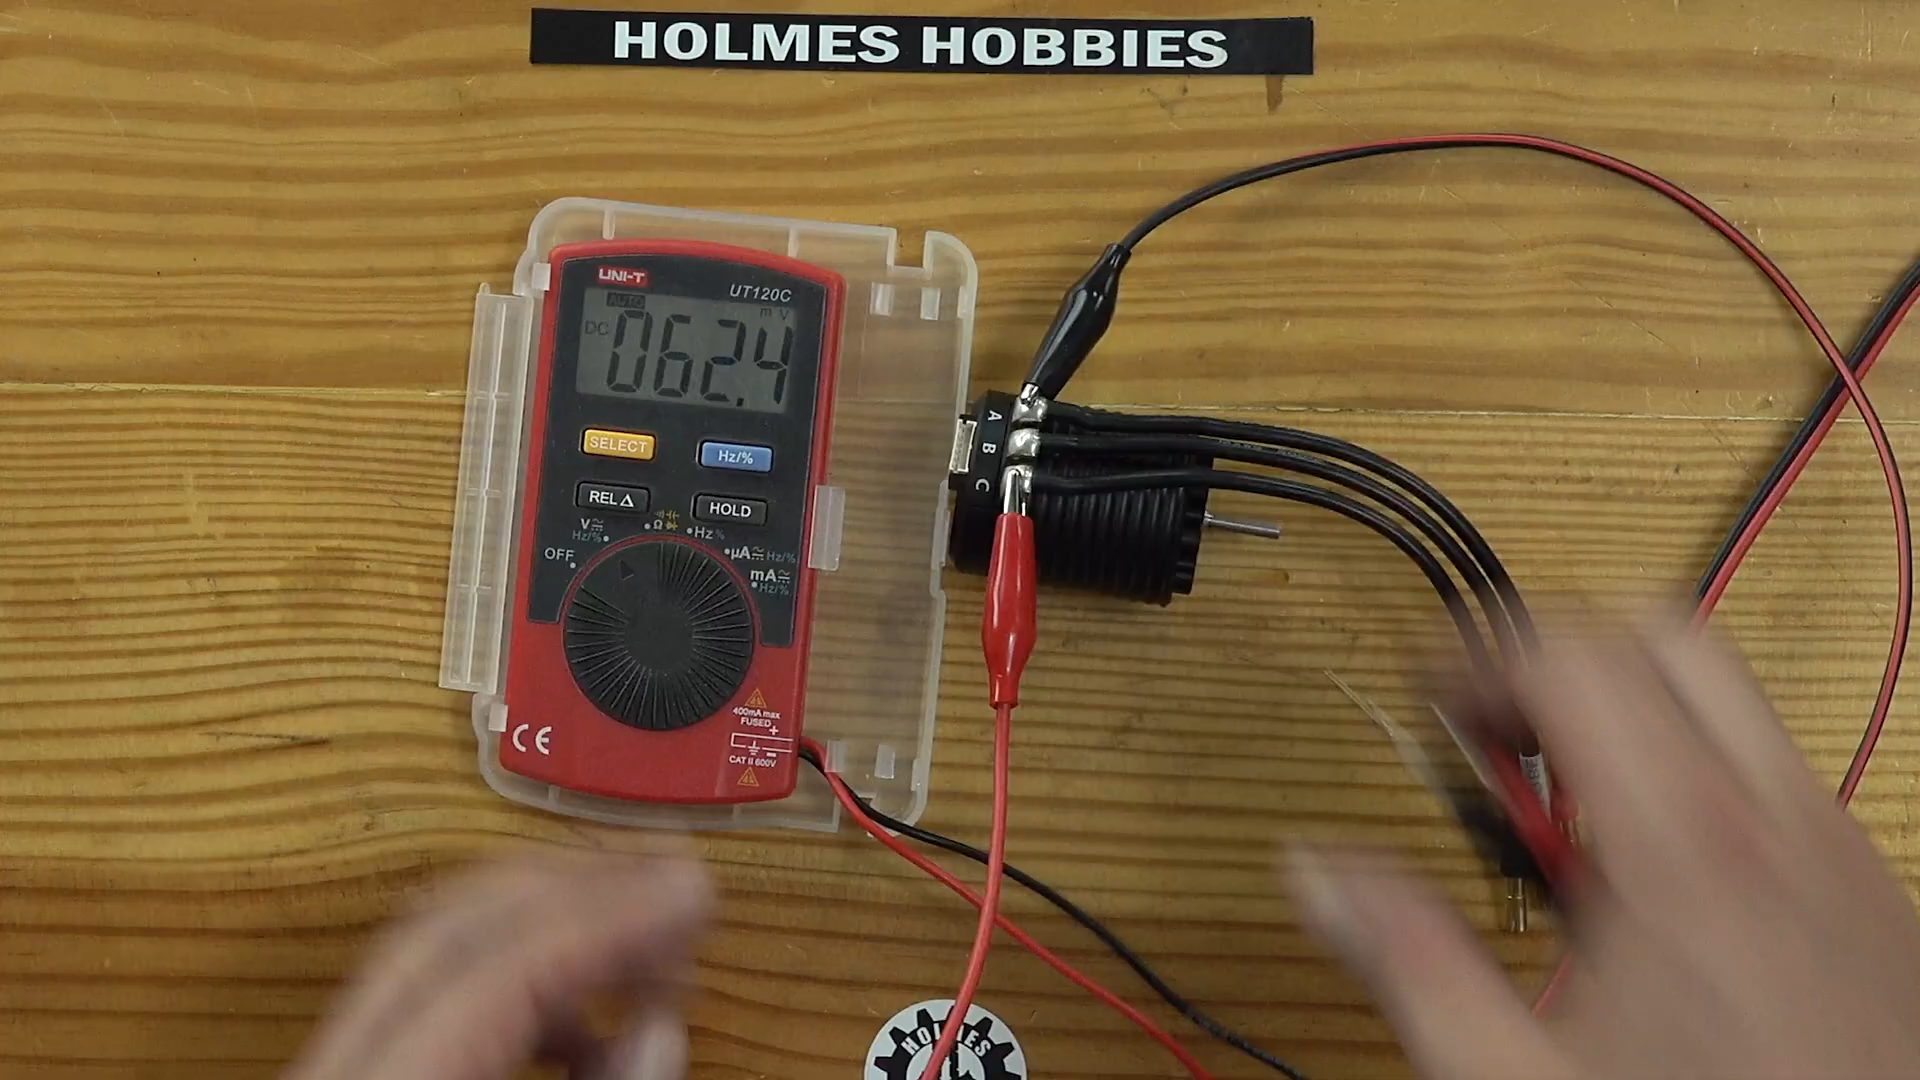 HOLMES HOBBIES
UNI-T
UT120C
AUTO
m V
DC 062.4
SELECT
Hz/%
REL Δ
HOLD
V
Hz/%
Ω
Hz %
OFF
µA Hz/%
mA
Hz/%
400mA max
FUSED
+
CAT II 600V
CE
A
B
C
HOLMES